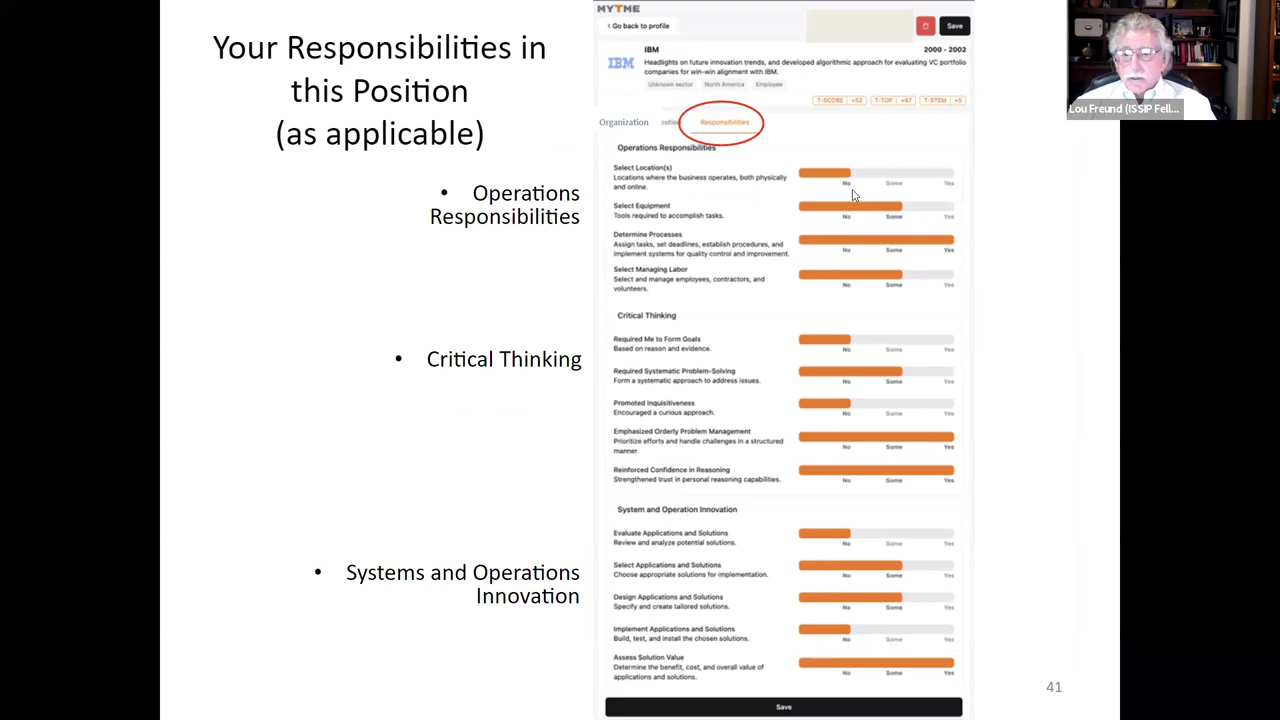 Your Responsibilities in
this Position
(as applicable)
• Operations
Responsibilities
• Critical Thinking
• Systems and Operations
Innovation
MYTME
< Go back to profile
Save
IBM
IBM
2000 - 2002
Headlights on future innovation trends, and developed algorithmic approach for evaluating VC portfolio
companies for win-win alignment with IBM.
Unknown sector North America Employee
T-SCORE +52 T-TOP +47 T-STEM +5
Organization
Responsibilities
Operations Responsibilities
Select Location(s)
Locations where the business operates, both physically
and online.
No Some Yes
Select Equipment
Tools required to accomplish tasks.
No Some Yes
Determine Processes
Assign tasks, set deadlines, establish procedures, and
implement systems for quality control and improvement.
No Some Yes
Select Managing Labor
Select and manage employees, contractors, and
volunteers.
No Some Yes
Critical Thinking
Required Me to Form Goals
Based on reason and evidence.
No Some Yes
Required Systematic Problem-Solving
Form a systematic approach to address issues.
No Some Yes
Promoted Inquisitiveness
Encouraged a curious approach.
No Some Yes
Emphasized Orderly Problem Management
Prioritize efforts and handle challenges in a structured
manner.
No Some Yes
Reinforced Confidence in Reasoning
Strengthened trust in personal reasoning capabilities.
No Some Yes
System and Operation Innovation
Evaluate Applications and Solutions
Review and analyze potential solutions.
No Some Yes
Select Applications and Solutions
Choose appropriate solutions for implementation.
No Some Yes
Design Applications and Solutions
Specify and create tailored solutions.
No Some Yes
Implement Applications and Solutions
Build, test, and install the chosen solutions.
No Some Yes
Assess Solution Value
Determine the benefit, cost, and overall value of
applications and solutions.
No Some Yes
Save
41
Lou Freund (ISSIP Fell...